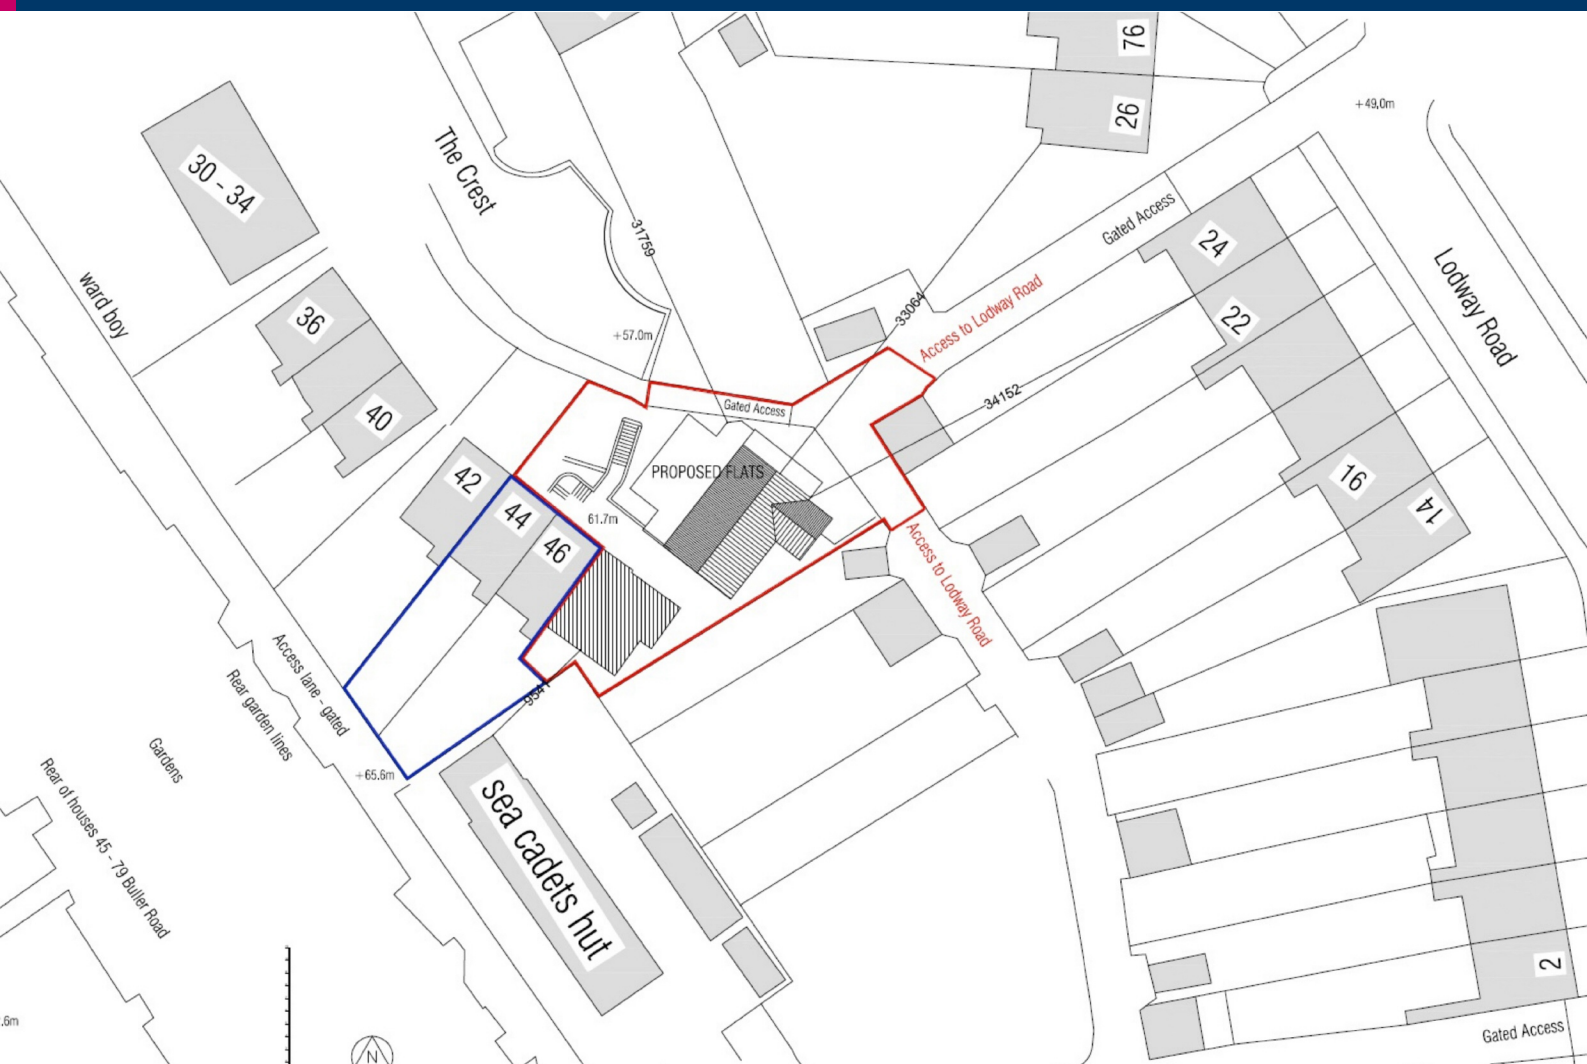 76
26
+49.0m
30 - 34
The Crest
24
Gated Access
31759
22
Lodway Road
ward boy
36
33064
Access to Lodway Road
+57.0m
40
34152
Gated Access
42
PROPOSED FLATS
16
14
44
61.7m
46
Access to Lodway Road
Access lane - gated
Rear garden lines
Gardens
Rear of houses 45 - 79 Buller Road
+65.6m
sea cadets hut
2
Gated Access
.6m
N